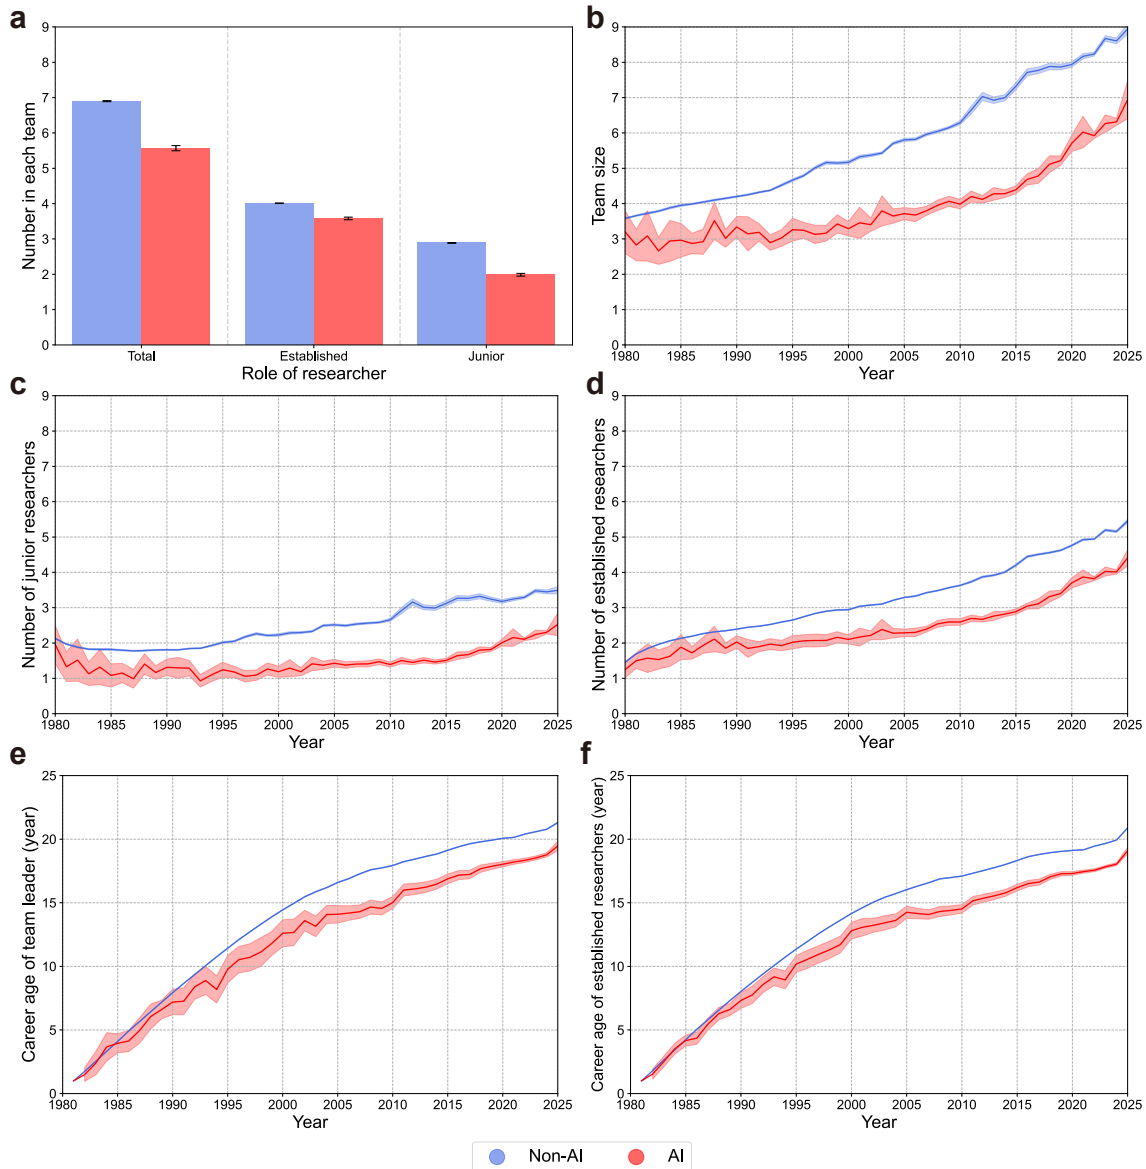 a
Number in each team
9
8
7
6
5
4
3
2
1
0
Total Established Junior
Role of researcher
b
Team size
9
8
7
6
5
4
3
2
1
0
1980 1985 1990 1995 2000 2005 2010 2015 2020 2025
Year
c
Number of junior researchers
9
8
7
6
5
4
3
2
1
0
1980 1985 1990 1995 2000 2005 2010 2015 2020 2025
Year
d
Number of established researchers
9
8
7
6
5
4
3
2
1
0
1980 1985 1990 1995 2000 2005 2010 2015 2020 2025
Year
e
Career age of team leader (year)
25
20
15
10
5
0
1980 1985 1990 1995 2000 2005 2010 2015 2020 2025
Year
f
Career age of established researchers (year)
25
20
15
10
5
0
1980 1985 1990 1995 2000 2005 2010 2015 2020 2025
Year
Non-AI AI